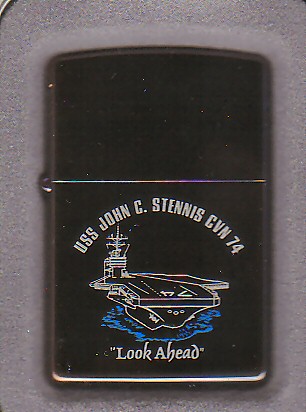 USS JOHN C. STENNIS CVN 74
"Look Ahead"